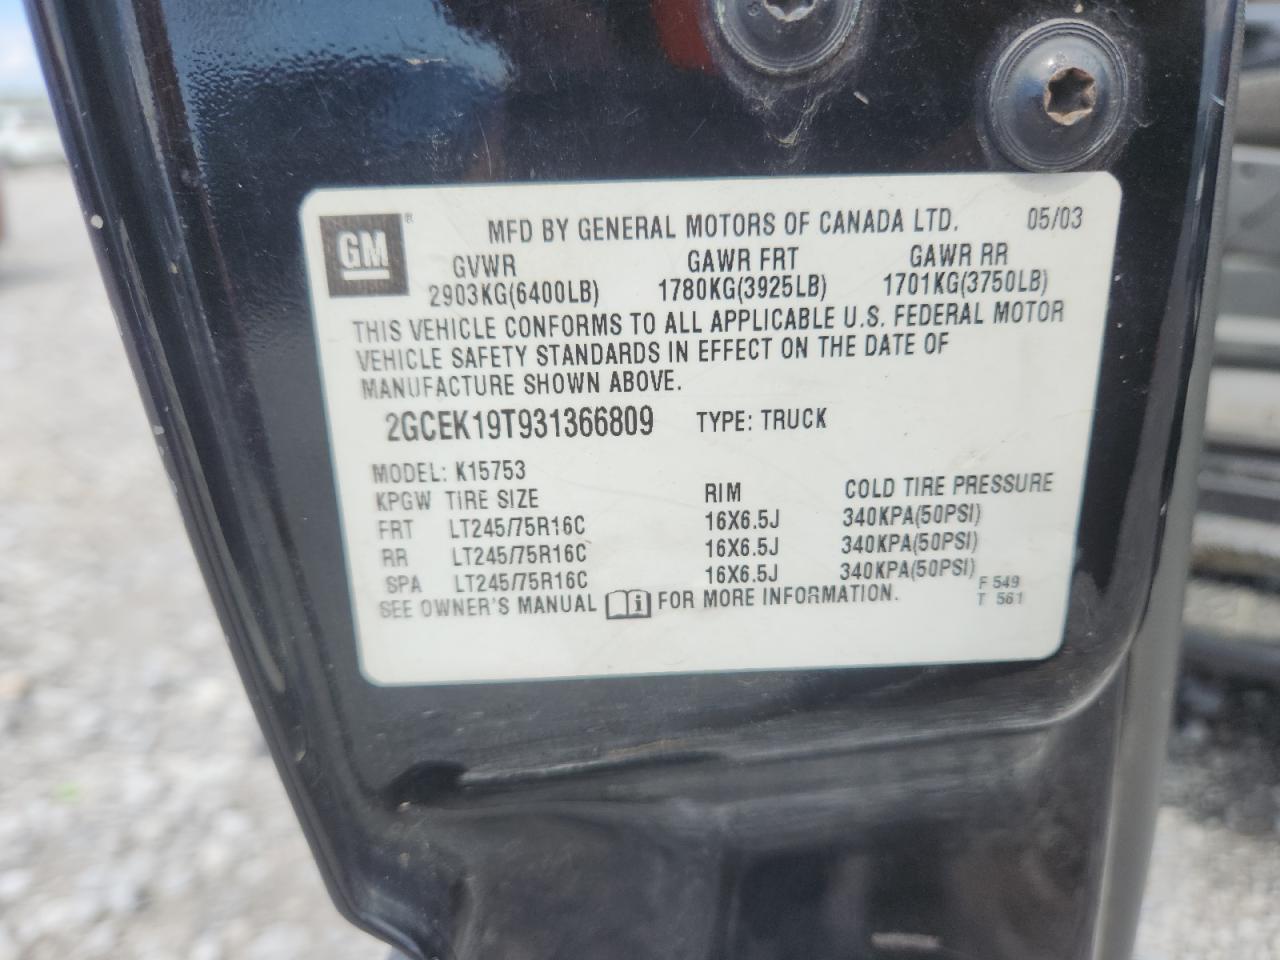 GM®
MFD BY GENERAL MOTORS OF CANADA LTD. 05/03
GVWR GAWR FRT GAWR RR
2903KG(6400LB) 1780KG(3925LB) 1701KG(3750LB)
THIS VEHICLE CONFORMS TO ALL APPLICABLE U.S. FEDERAL MOTOR
VEHICLE SAFETY STANDARDS IN EFFECT ON THE DATE OF
MANUFACTURE SHOWN ABOVE.
2GCEK19T931366809 TYPE: TRUCK
MODEL: K15753
KPGW TIRE SIZE RIM COLD TIRE PRESSURE
FRT LT245/75R16C 16X6.5J 340KPA(50PSI)
RR LT245/75R16C 16X6.5J 340KPA(50PSI)
SPA LT245/75R16C 16X6.5J 340KPA(50PSI)
SEE OWNER'S MANUAL i FOR MORE INFORMATION.
F 549
T 561